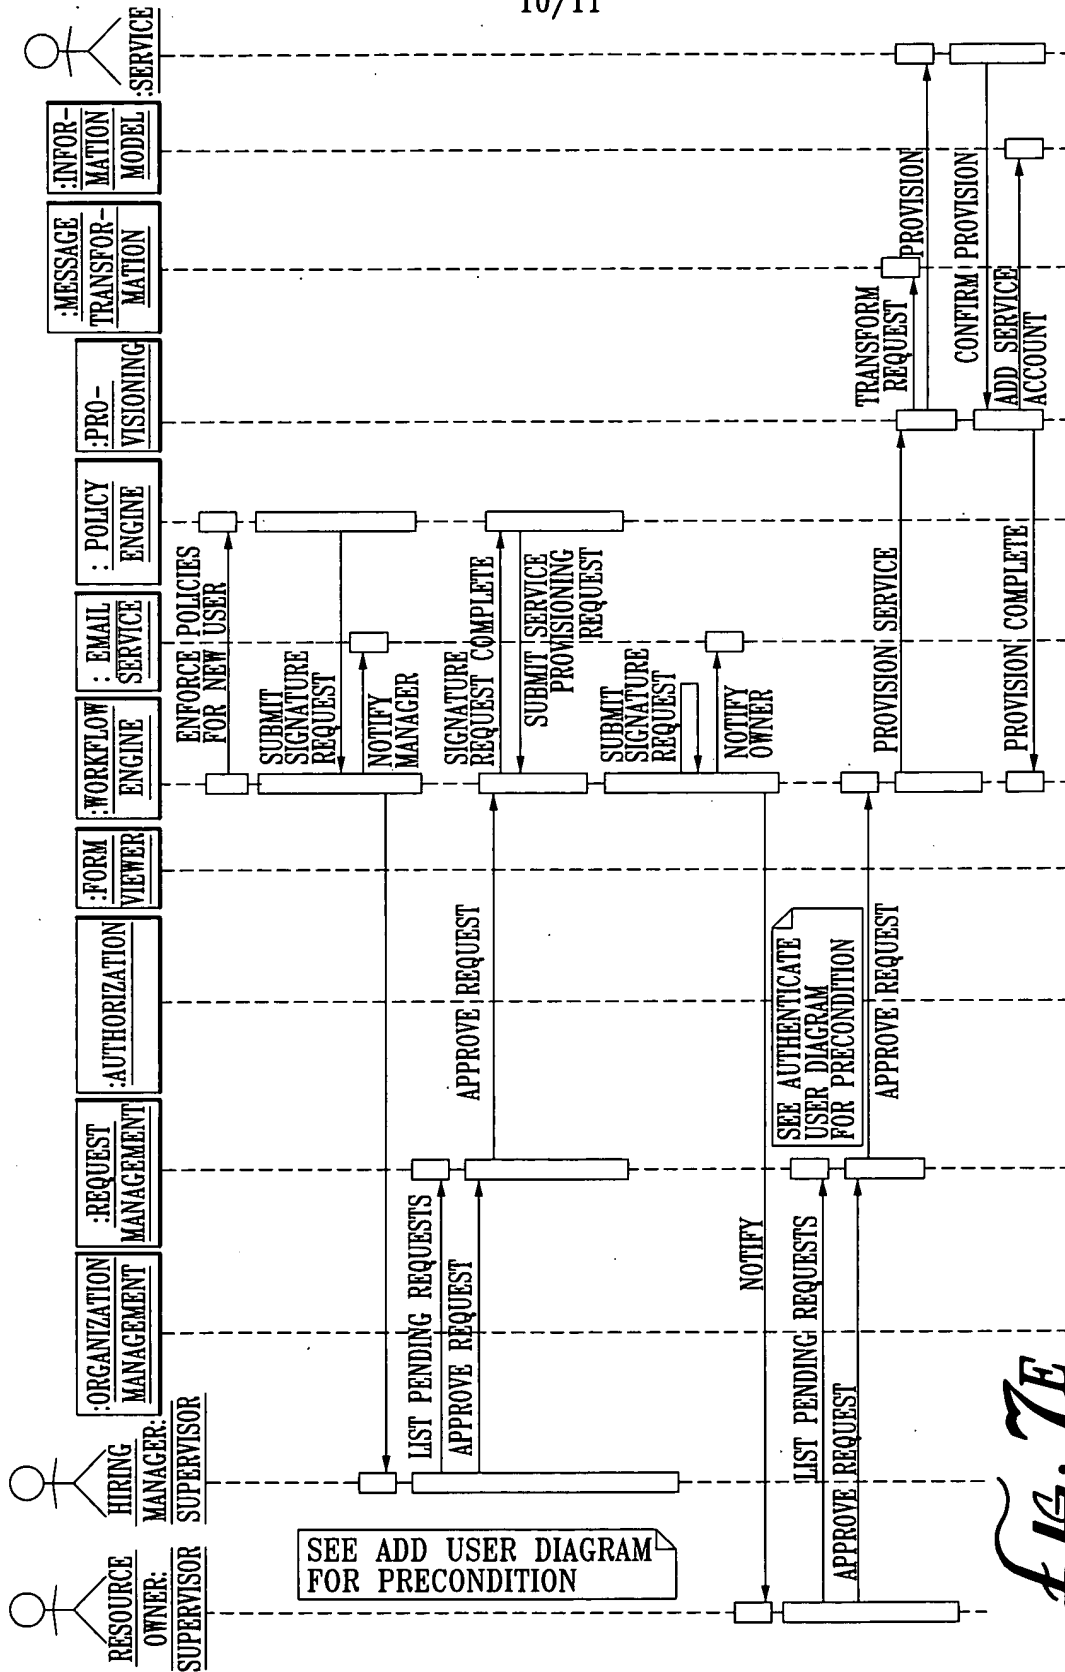 10/11
RESOURCE
OWNER:
SUPERVISOR
HIRING
MANAGER:
SUPERVISOR
:ORGANIZATION
MANAGEMENT
:REQUEST
MANAGEMENT
:AUTHORIZATION
:FORM
VIEWER
:WORKFLOW
ENGINE
: EMAIL
SERVICE
: POLICY
ENGINE
:PRO-
VISIONING
:MESSAGE
TRANSFOR-
MATION
:INFOR-
MATION
MODEL
:SERVICE
SEE ADD USER DIAGRAM
FOR PRECONDITION
ENFORCE POLICIES
FOR NEW USER
SUBMIT
SIGNATURE
REQUEST
NOTIFY
MANAGER
LIST PENDING REQUESTS
APPROVE REQUEST
APPROVE REQUEST
SIGNATURE
REQUEST COMPLETE
SUBMIT SERVICE
PROVISIONING
REQUEST
SUBMIT
SIGNATURE
REQUEST
NOTIFY
OWNER
NOTIFY
SEE AUTHENTICATE
USER DIAGRAM
FOR PRECONDITION
LIST PENDING REQUESTS
APPROVE REQUEST
APPROVE REQUEST
PROVISION SERVICE
TRANSFORM
REQUEST
PROVISION
CONFIRM PROVISION
ADD SERVICE
ACCOUNT
PROVISION COMPLETE
FIG. 7E